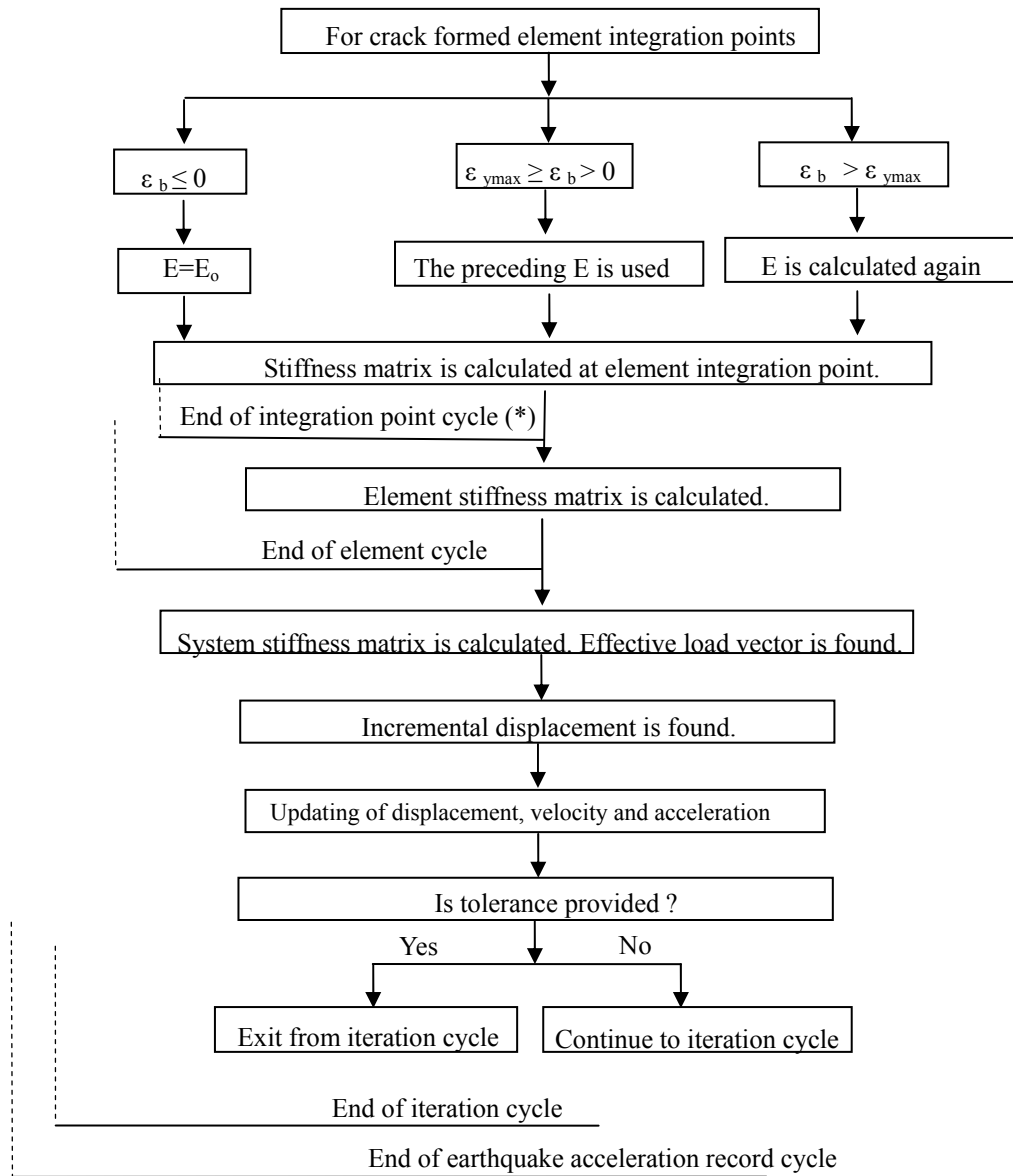 For crack formed element integration points
ε b ≤ 0
ε ymax ≥ ε b > 0
ε b > ε ymax
E=Eo
The preceding E is used
E is calculated again
Stiffness matrix is calculated at element integration point.
End of integration point cycle (*)
Element stiffness matrix is calculated.
End of element cycle
System stiffness matrix is calculated. Effective load vector is found.
Incremental displacement is found.
Updating of displacement, velocity and acceleration
Is tolerance provided ?
Yes
No
Exit from iteration cycle
Continue to iteration cycle
End of iteration cycle
End of earthquake acceleration record cycle